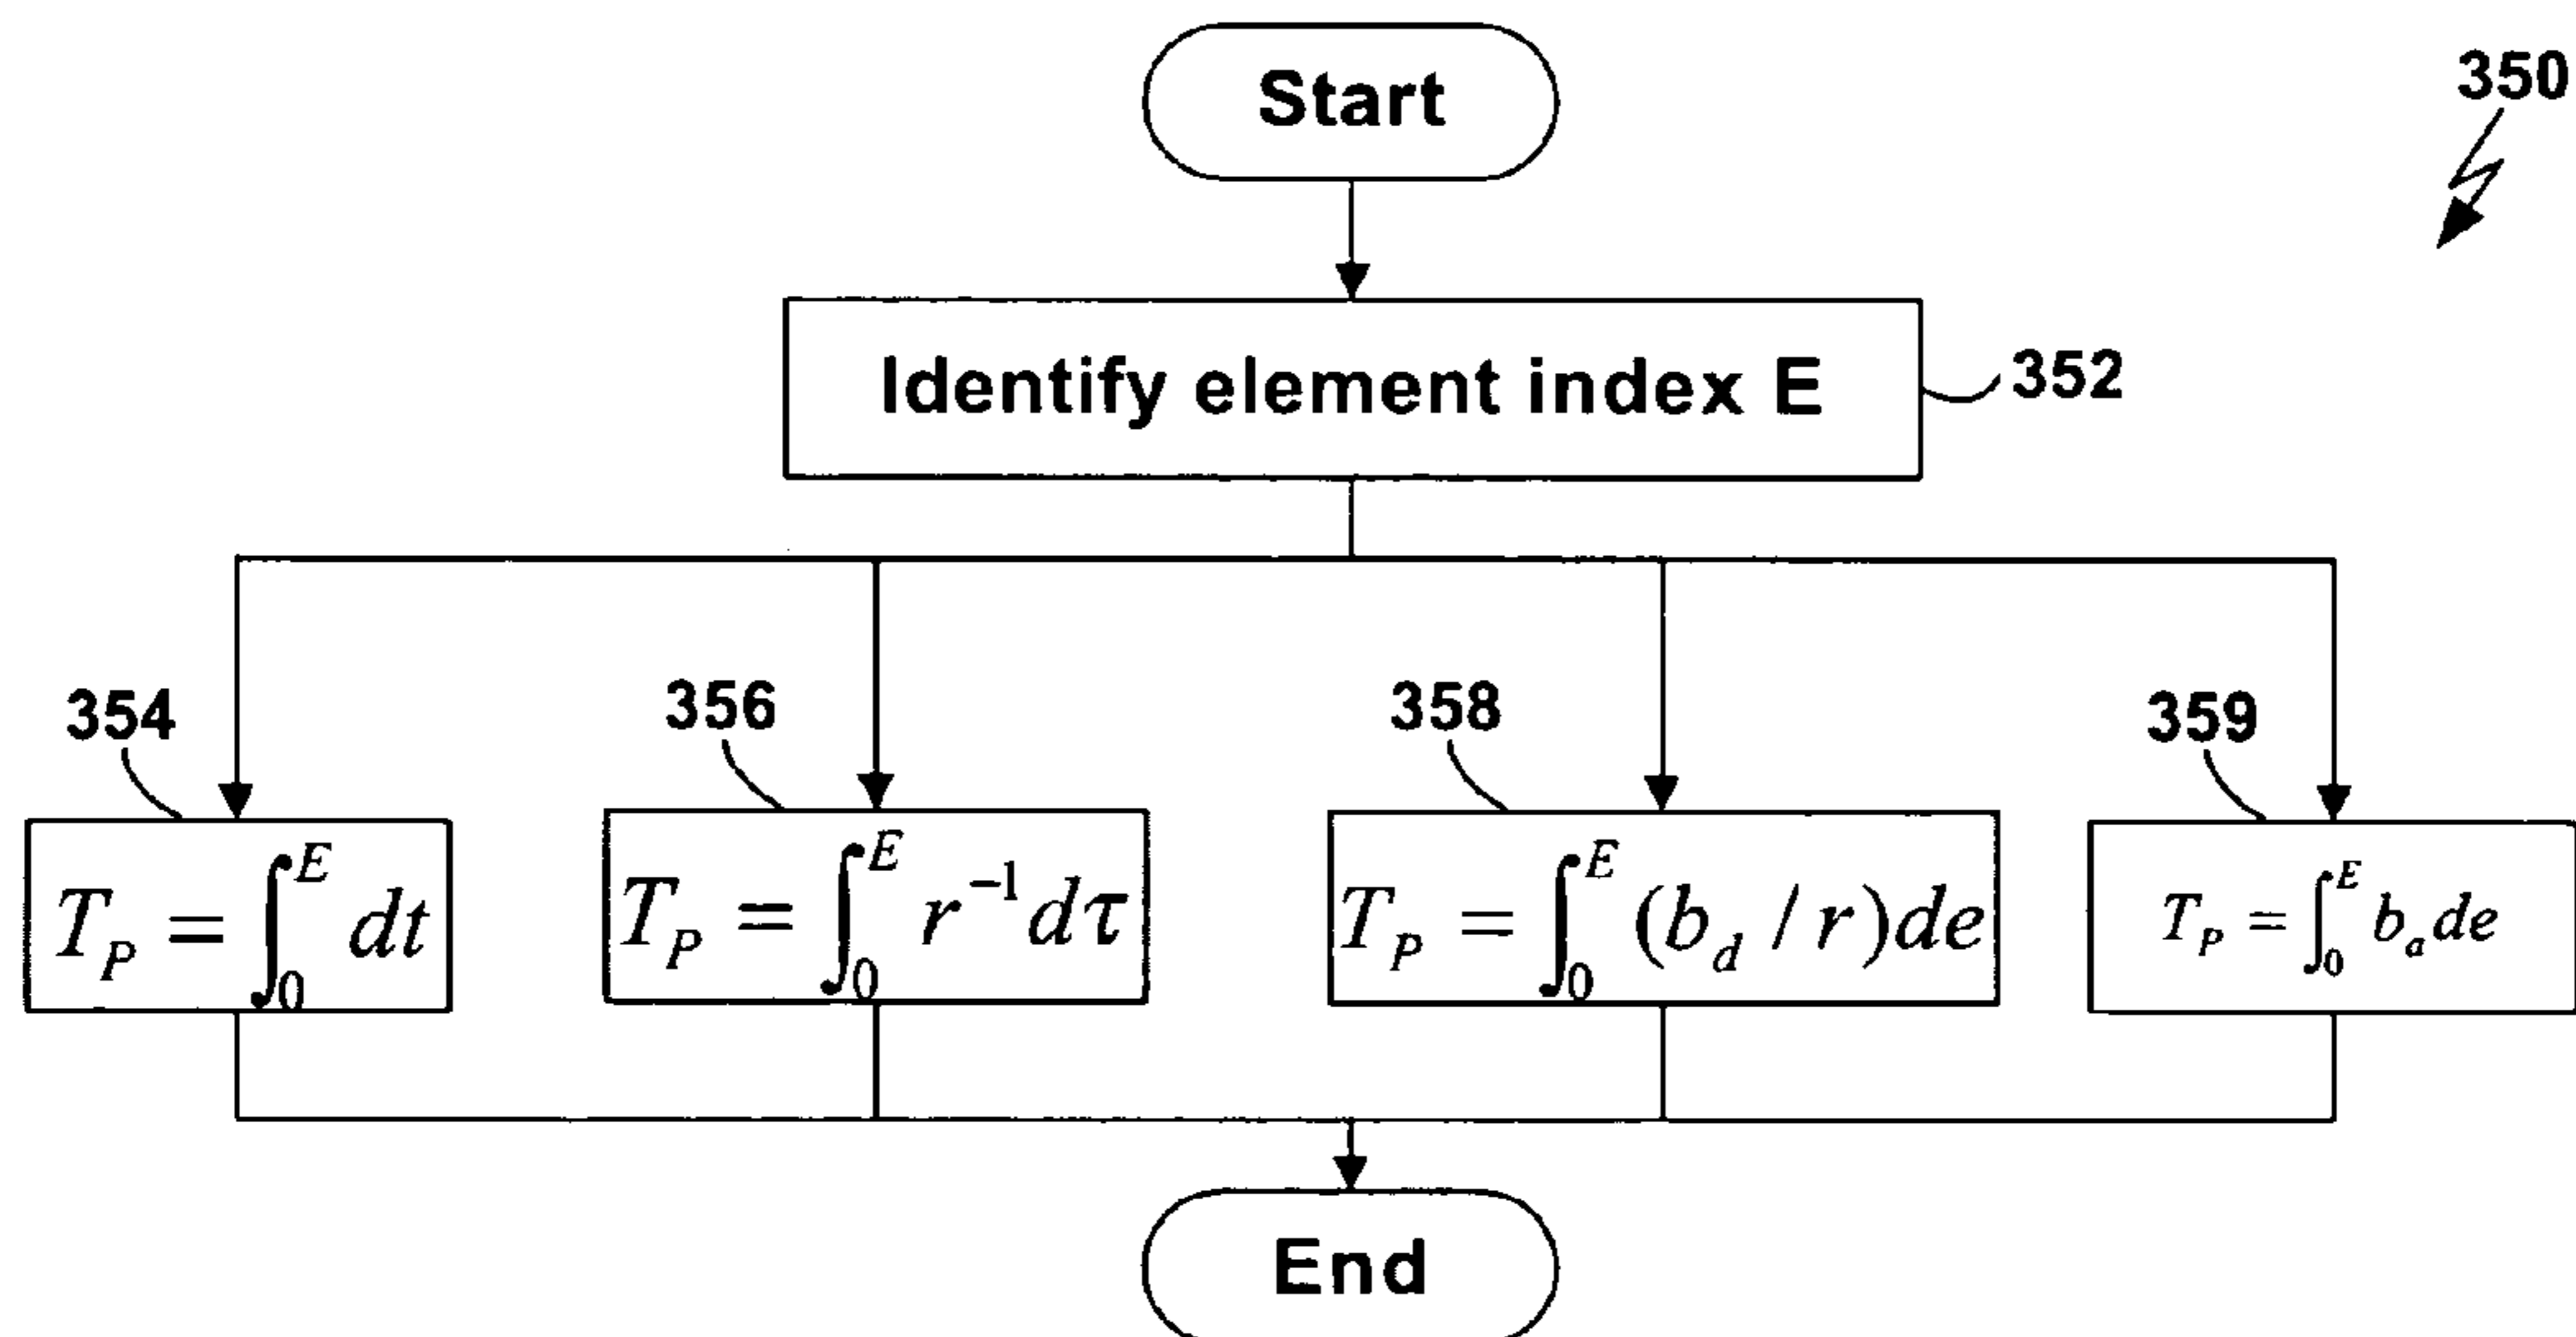 Start
350
Identify element index E
352
354
356
358
359
T_P = ∫_0^E dt
T_P = ∫_0^E r^{-1} dτ
T_P = ∫_0^E (b_d / r) de
T_P = ∫_0^E b_a de
End